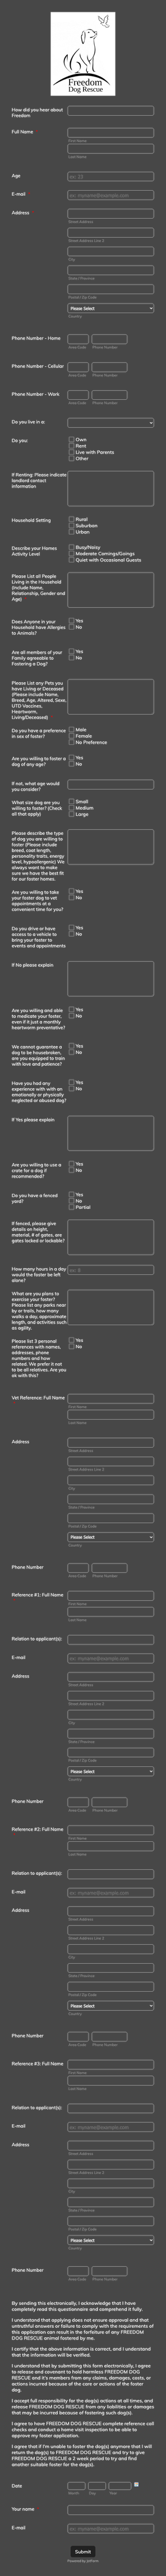 Freedom
Dog Rescue
How did you hear about
Freedom
Full Name
First Name
Last Name
Age
ex: 23
E-mail
ex: myname@example.com
Address
Street Address
Street Address Line 2
City
State / Province
Postal / Zip Code
Please Select
Country
Phone Number - Home
Area Code Phone Number
Phone Number - Cellular
Area Code Phone Number
Phone Number - Work
Area Code Phone Number
Do you live in a:
Do you:
Own
Rent
Live with Parents
Other
If Renting: Please indicate
landlord contact
information
Household Setting
Rural
Suburban
Urban
Describe your Homes
Activity Level
Busy/Noisy
Moderate Comings/Goings
Quiet with Occasional Guests
Please List all People
Living in the Household
(Include Name,
Relationship, Gender and
Age)
Does Anyone in your
Household have Allergies
to Animals?
Yes
No
Are all members of your
Family agreeable to
Fostering a Dog?
Yes
No
Please List any Pets you
have Living or Deceased
(Please include Name,
Breed, Age, Altered, Sexe,
UTD Vaccines,
Heartworm,
Living/Deceased)
Do you have a preference
in sex of foster?
Male
Female
No Preference
Are you willing to foster a
dog of any age?
Yes
No
If not, what age would
you consider?
What size dog are you
willing to foster? (Check
all that apply)
Small
Medium
Large
Please describe the type
of dog you are willing to
foster (Please include
breed, coat length,
personality traits, energy
level, hypoallergenic) We
always want to make
sure we have the best fit
for our foster homes.
Are you willing to take
your foster dog to vet
appointments at a
convenient time for you?
Yes
No
Do you drive or have
access to a vehicle to
bring your foster to
events and appointments
Yes
No
If No please explain
Are you willing and able
to medicate your foster,
even if it just a monthly
heartworm preventative?
Yes
No
We cannot guarantee a
dog to be housebroken,
are you equipped to train
with love and patience?
Yes
No
Have you had any
experience with with an
emotionally or physically
neglected or abused dog?
Yes
No
If Yes please explain
Are you willing to use a
crate for a dog if
recommended?
Yes
No
Do you have a fenced
yard?
Yes
No
Partial
If fenced, please give
details on height,
material, # of gates, are
gates locked or lockable?
How many hours in a day
would the foster be left
alone?
ex: 8
What are you plans to
exercise your foster?
Please list any parks near
by or trails, how many
walks a day, approximate
length, and activities such
as agility.
Please list 3 personal
references with names,
addresses, phone
numbers and how
related. We prefer it not
to be all relatives. Are you
ok with this?
Yes
No
Vet Reference: Full Name
First Name
Last Name
Address
Street Address
Street Address Line 2
City
State / Province
Postal / Zip Code
Please Select
Country
Phone Number
Area Code Phone Number
Reference #1: Full Name
First Name
Last Name
Relation to applicant(s):
E-mail
ex: myname@example.com
Address
Street Address
Street Address Line 2
City
State / Province
Postal / Zip Code
Please Select
Country
Phone Number
Area Code Phone Number
Reference #2: Full Name
First Name
Last Name
Relation to applicant(s):
E-mail
ex: myname@example.com
Address
Street Address
Street Address Line 2
City
State / Province
Postal / Zip Code
Please Select
Country
Phone Number
Area Code Phone Number
Reference #3: Full Name
First Name
Last Name
Relation to applicant(s):
E-mail
ex: myname@example.com
Address
Street Address
Street Address Line 2
City
State / Province
Postal / Zip Code
Please Select
Country
Phone Number
Area Code Phone Number
By sending this electronically, I acknowledge that I have
completely read this questionnaire and completed it fully.
I understand that applying does not ensure approval and that
untruthful answers or failure to comply with the requirements of
this application can result in the forfeiture of any FREEDOM
DOG RESCUE animal fostered by me.
I certify that the above information is correct, and I understand
that the information will be verified.
I understand that by submitting this form electronically, I agree
to release and covenant to hold harmless FREEDOM DOG
RESCUE and it's members from any claims, damages, costs, or
actions incurred because of the care or actions of the foster
dog.
I accept full responsibility for the dog(s) actions at all times, and
release FREEDOM DOG RESCUE from any liabilities or damages
that may be incurred because of fostering such dog(s).
I agree to have FREEDOM DOG RESCUE complete reference call
checks and conduct a home visit inspection to be able to
approve my foster application.
I agree that if I'm unable to foster the dog(s) anymore that I will
return the dog(s) to FREEDOM DOG RESCUE and try to give
FREEDOM DOG RESCUE a 2 week period to try and find
another suitable foster for the dog(s).
Date
Month Day Year
Your name
E-mail
ex: myname@example.com
Submit
Powered by Jotform